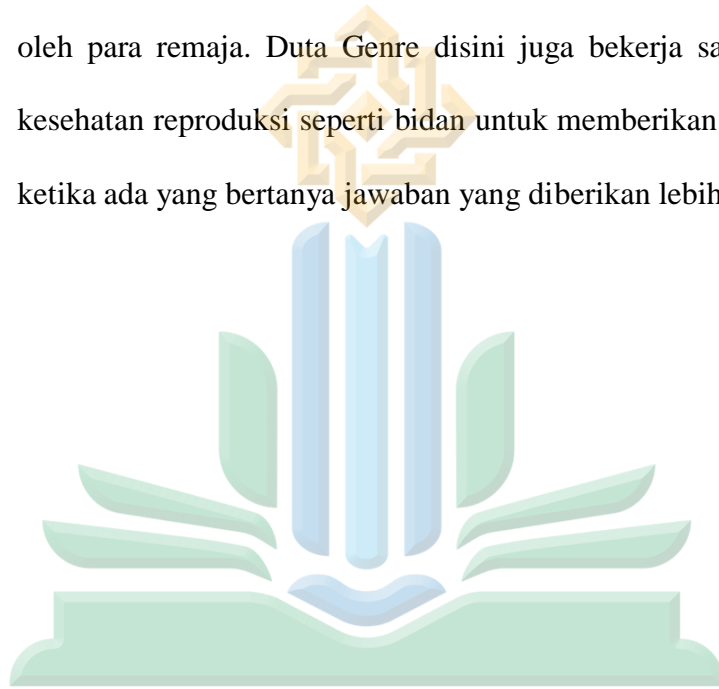 oleh para remaja. Duta Genre disini juga bekerja
kesehatan reproduksi seperti bidan untuk memberikan
ketika ada yang bertanya jawaban yang diberikan lebih